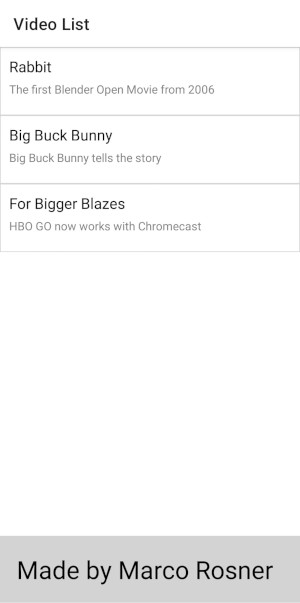 Video List
Rabbit
The first Blender Open Movie from 2006
Big Buck Bunny
Big Buck Bunny tells the story
For Bigger Blazes
HBO GO now works with Chromecast
Made by Marco Rosner